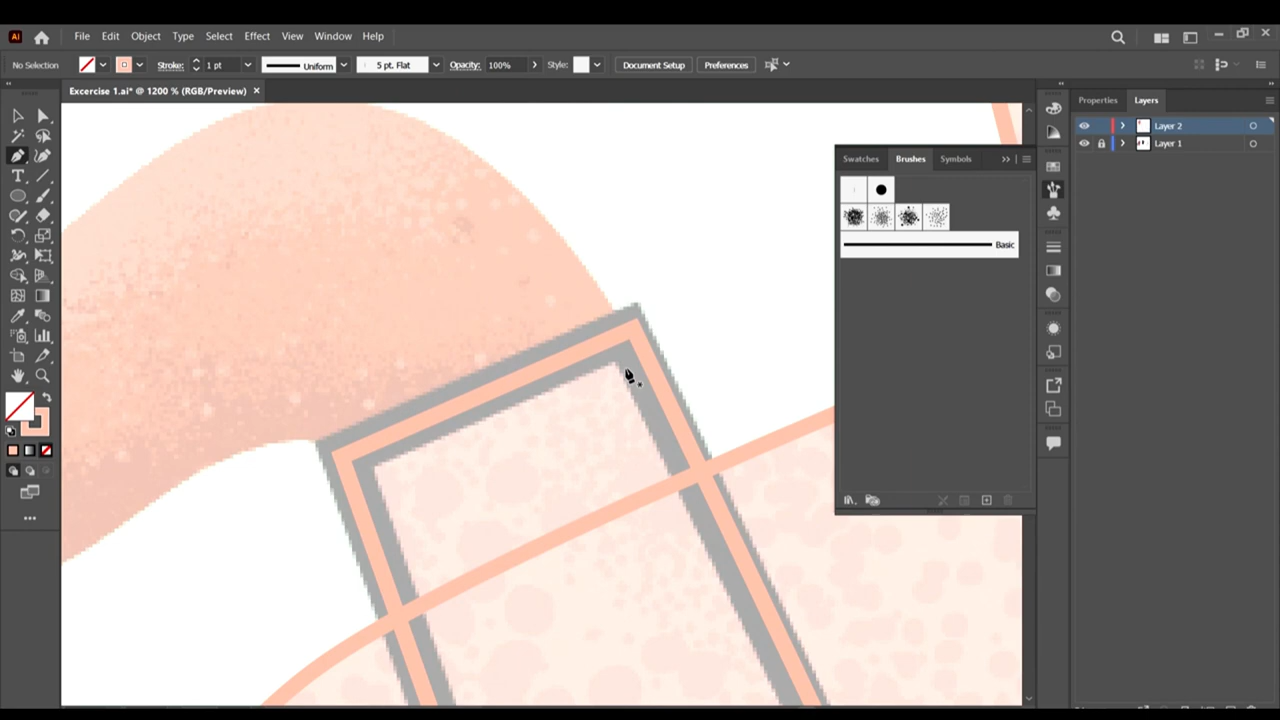 Ai File Edit Object Type Select Effect View Window Help
No Selection Stroke: 1 pt Uniform 5 pt. Flat Opacity: 100% Style: Document Setup Preferences
Excercise 1.ai* @ 1200 % (RGB/Preview)
Properties Layers
Layer 2
Layer 1
Swatches Brushes Symbols
Basic